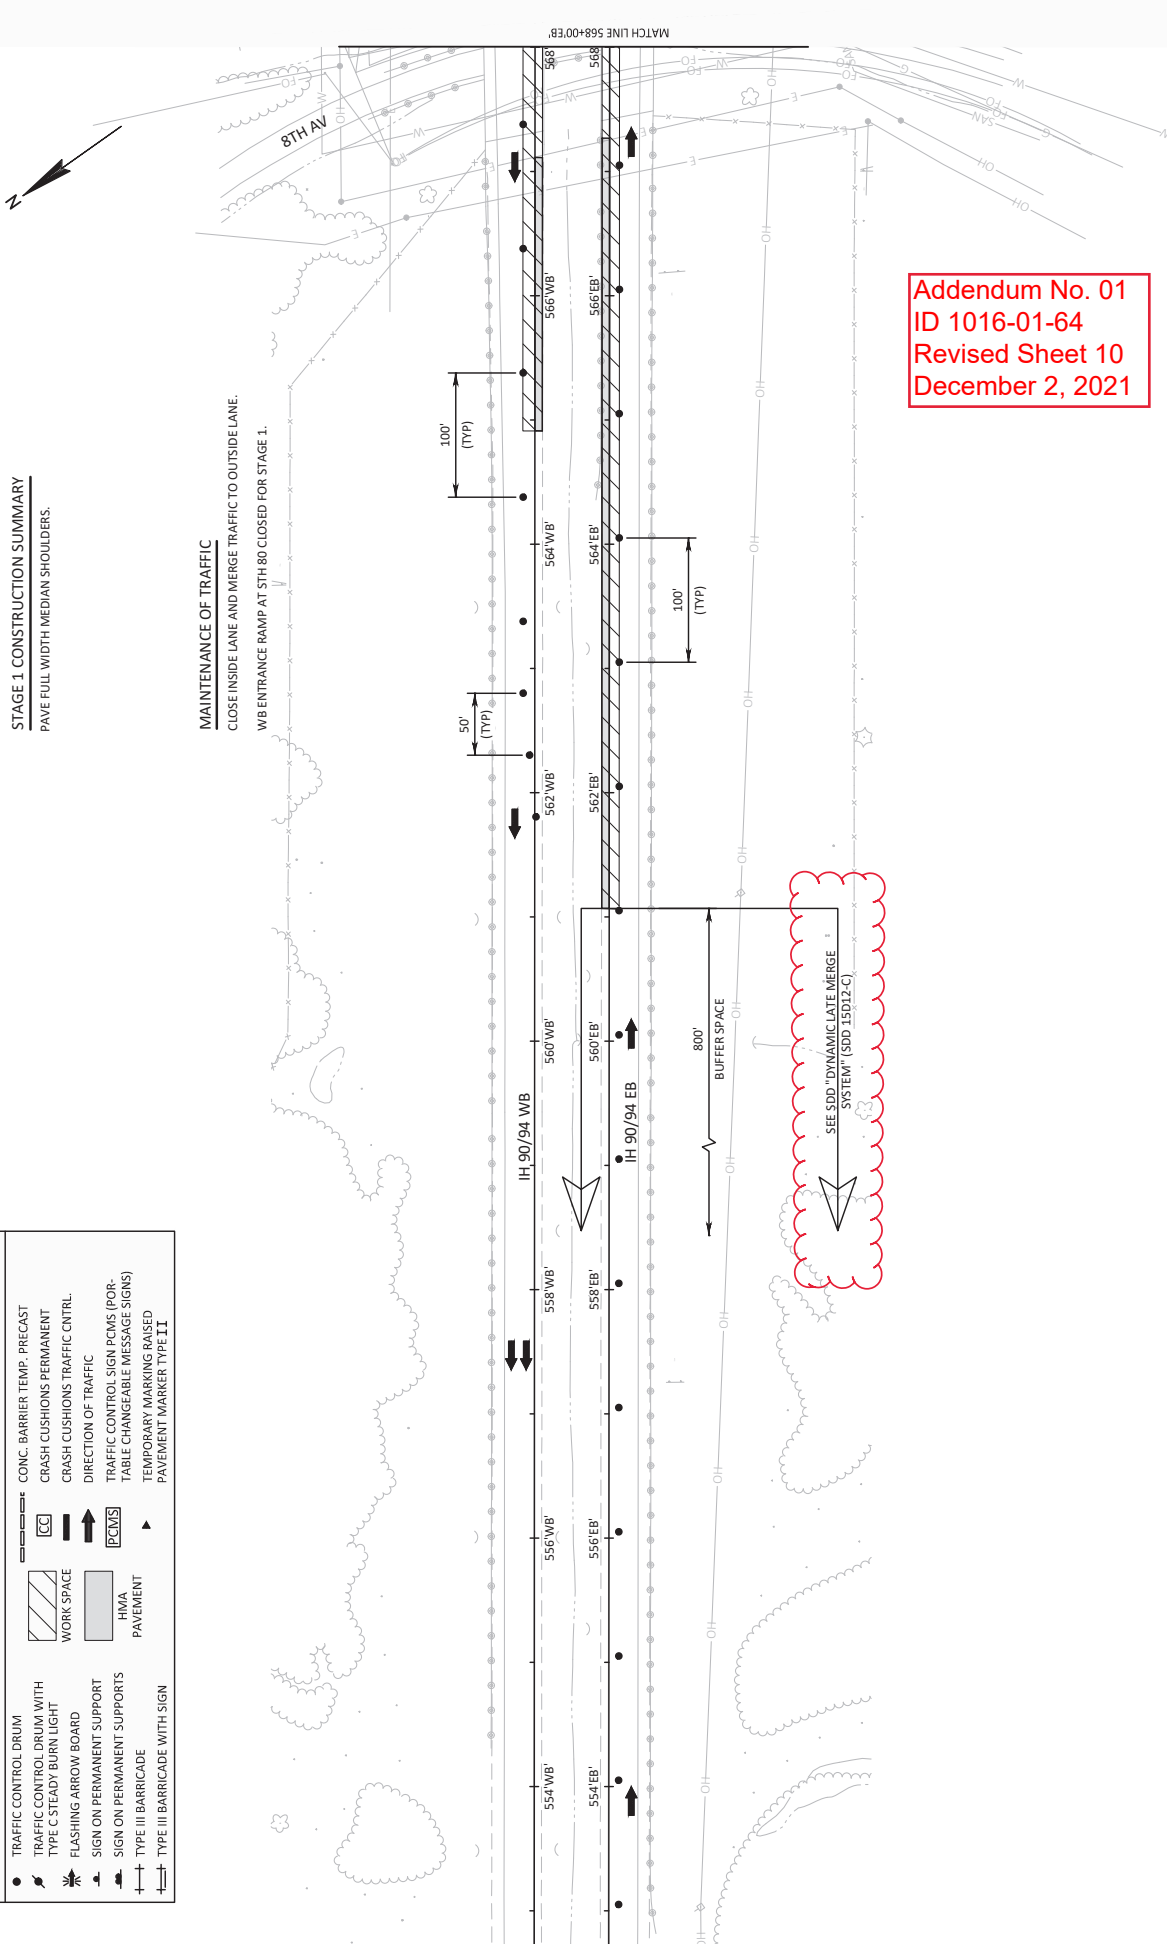 MATCH LINE 568+00'EB'
N
8TH AV
Addendum No. 01
ID 1016-01-64
Revised Sheet 10
December 2, 2021
STAGE 1 CONSTRUCTION SUMMARY
PAVE FULL WIDTH MEDIAN SHOULDERS.
MAINTENANCE OF TRAFFIC
CLOSE INSIDE LANE AND MERGE TRAFFIC TO OUTSIDE LANE.
WB ENTRANCE RAMP AT STH 80 CLOSED FOR STAGE 1.
568'
568
566'WB'
566'EB'
100'
(TYP)
564'WB'
564'EB'
100'
(TYP)
50'
(TYP)
562'WB'
562'EB'
560'WB'
560'EB'
800'
BUFFER SPACE
SEE SDD "DYNAMIC LATE MERGE
SYSTEM" (SDD 15D12-C)
IH 90/94 WB
IH 90/94 EB
558'WB'
558'EB'
556'WB'
556'EB'
554'WB'
554'EB'
TRAFFIC CONTROL DRUM
TRAFFIC CONTROL DRUM WITH
TYPE C STEADY BURN LIGHT
FLASHING ARROW BOARD
SIGN ON PERMANENT SUPPORT
SIGN ON PERMANENT SUPPORTS
TYPE III BARRICADE
TYPE III BARRICADE WITH SIGN
WORK SPACE
HMA
PAVEMENT
CONC. BARRIER TEMP. PRECAST
CC
CRASH CUSHIONS PERMANENT
CRASH CUSHIONS TRAFFIC CNTRL.
DIRECTION OF TRAFFIC
PCMS
TRAFFIC CONTROL SIGN PCMS (POR-
TABLE CHANGEABLE MESSAGE SIGNS)
TEMPORARY MARKING RAISED
PAVEMENT MARKER TYPE II